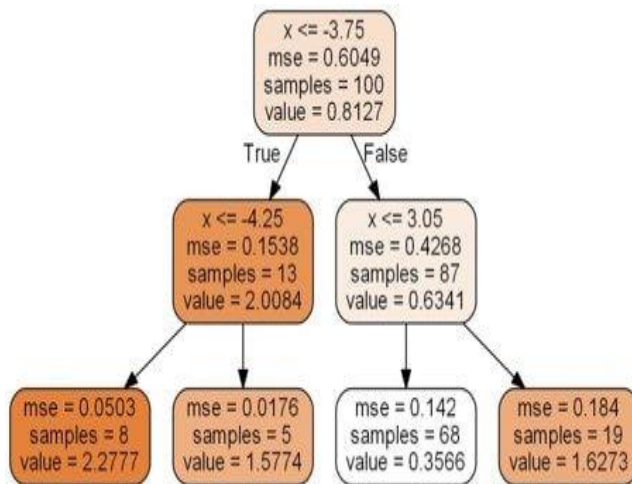 x <= -3.75
mse = 0.6049
samples = 100
value = 0.8127
True
False
x <= -4.25
mse = 0.1538
samples = 13
value = 2.0084
x <= 3.05
mse = 0.4268
samples = 87
value = 0.6341
mse = 0.0503
samples = 8
value = 2.2777
mse = 0.0176
samples = 5
value = 1.5774
mse = 0.142
samples = 68
value = 0.3566
mse = 0.184
samples = 19
value = 1.6273